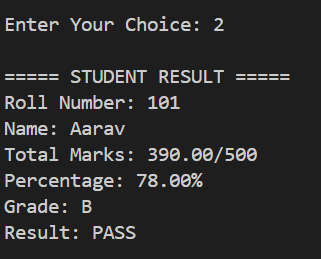 Enter Your Choice: 2
===== STUDENT RESULT =====
Roll Number: 101
Name: Aarav
Total Marks: 390.00/500
Percentage: 78.00%
Grade: B
Result: PASS